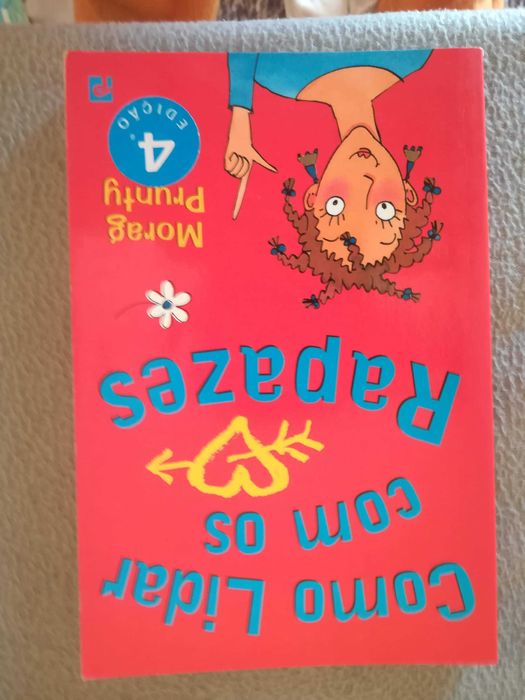 Como Lidar
com os
Rapazes
Morag
Prunty
4.ª
EDIÇÃO